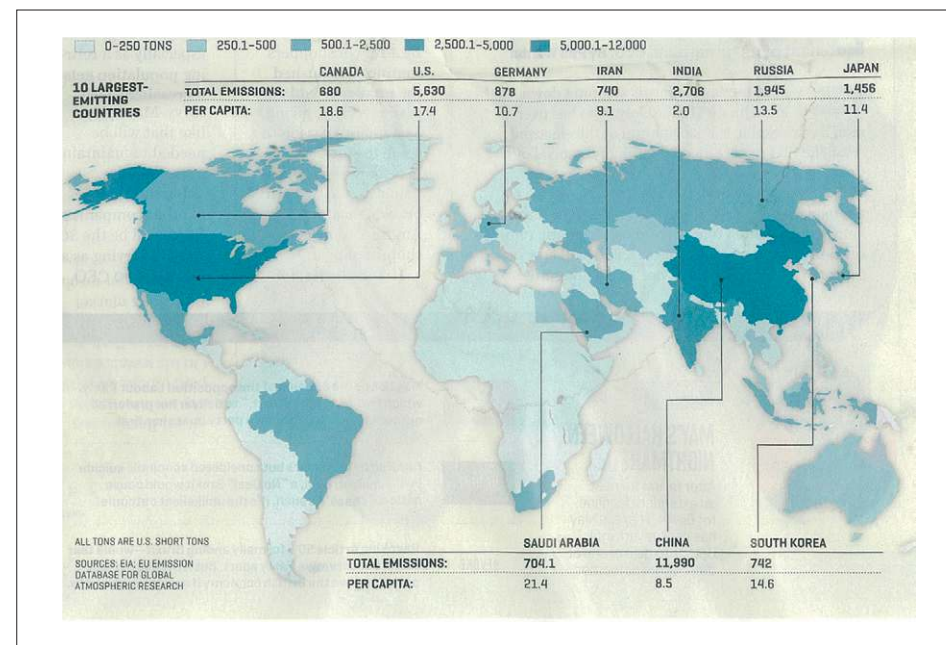 0-250 TONS 250.1-500 500.1-2,500 2,500.1-5,000 5,000.1-12,000
CANADA U.S. GERMANY IRAN INDIA RUSSIA JAPAN
10 LARGEST-
EMITTING
COUNTRIES
TOTAL EMISSIONS: 680 5,630 878 740 2,706 1,945 1,456
PER CAPITA: 18.6 17.4 10.7 9.1 2.0 13.5 11.4
ALL TONS ARE U.S. SHORT TONS
SOURCES: EIA; EU EMISSION
DATABASE FOR GLOBAL
ATMOSPHERIC RESEARCH
SAUDI ARABIA CHINA SOUTH KOREA
TOTAL EMISSIONS: 704.1 11,990 742
PER CAPITA: 21.4 8.5 14.6